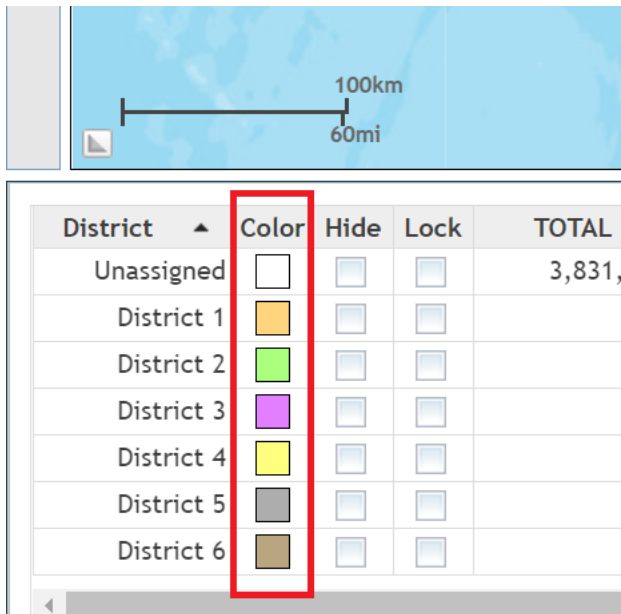 100km
60mi
District Color Hide Lock TOTAL
Unassigned 3,831,
District 1
District 2
District 3
District 4
District 5
District 6